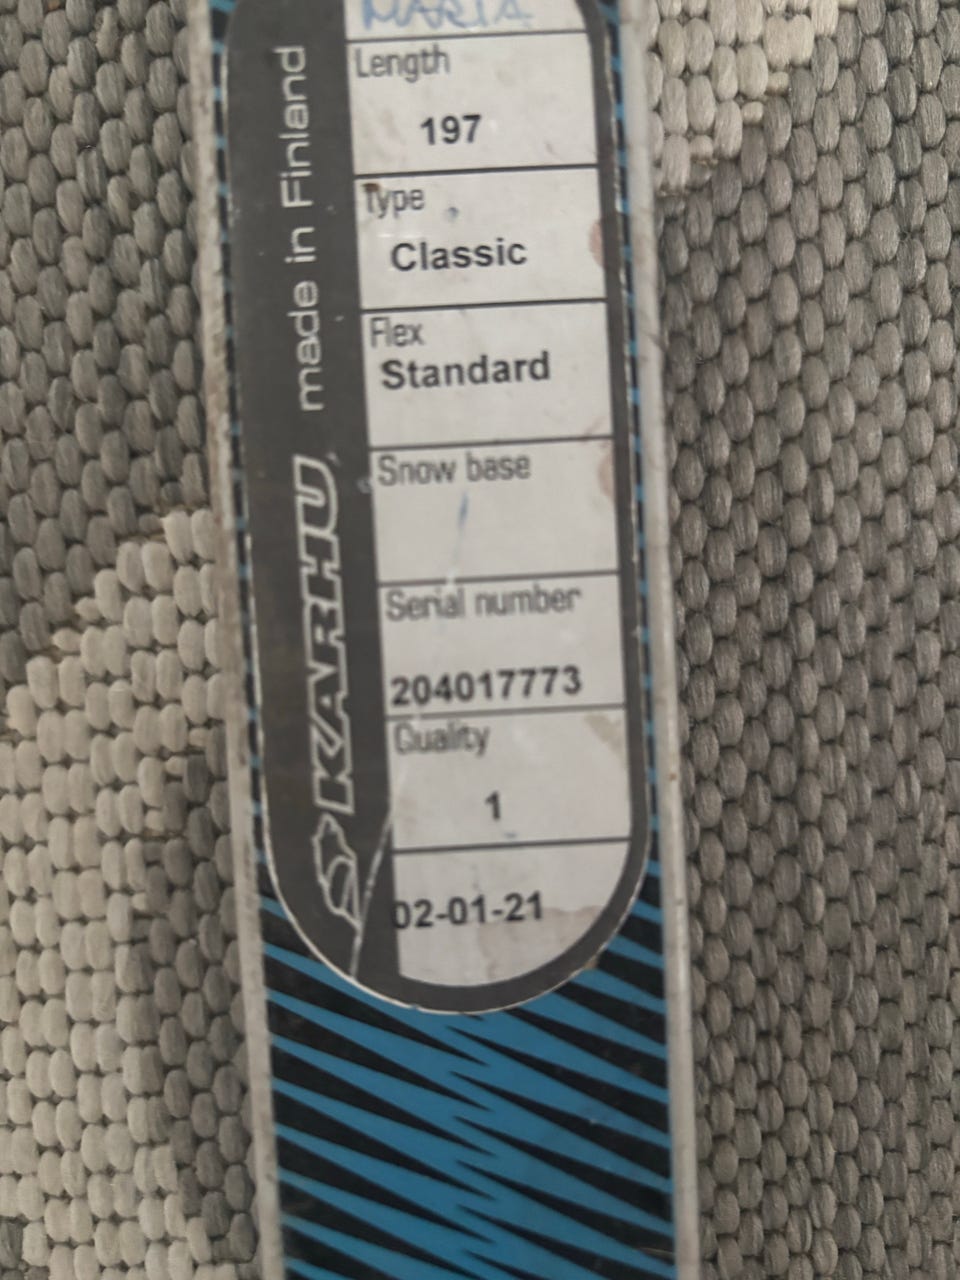 MARIA
Length
197
Type
Classic
Flex
Standard
Snow base
Serial number
204017773
Quality
1
02-01-21
KARHU, made in Finland